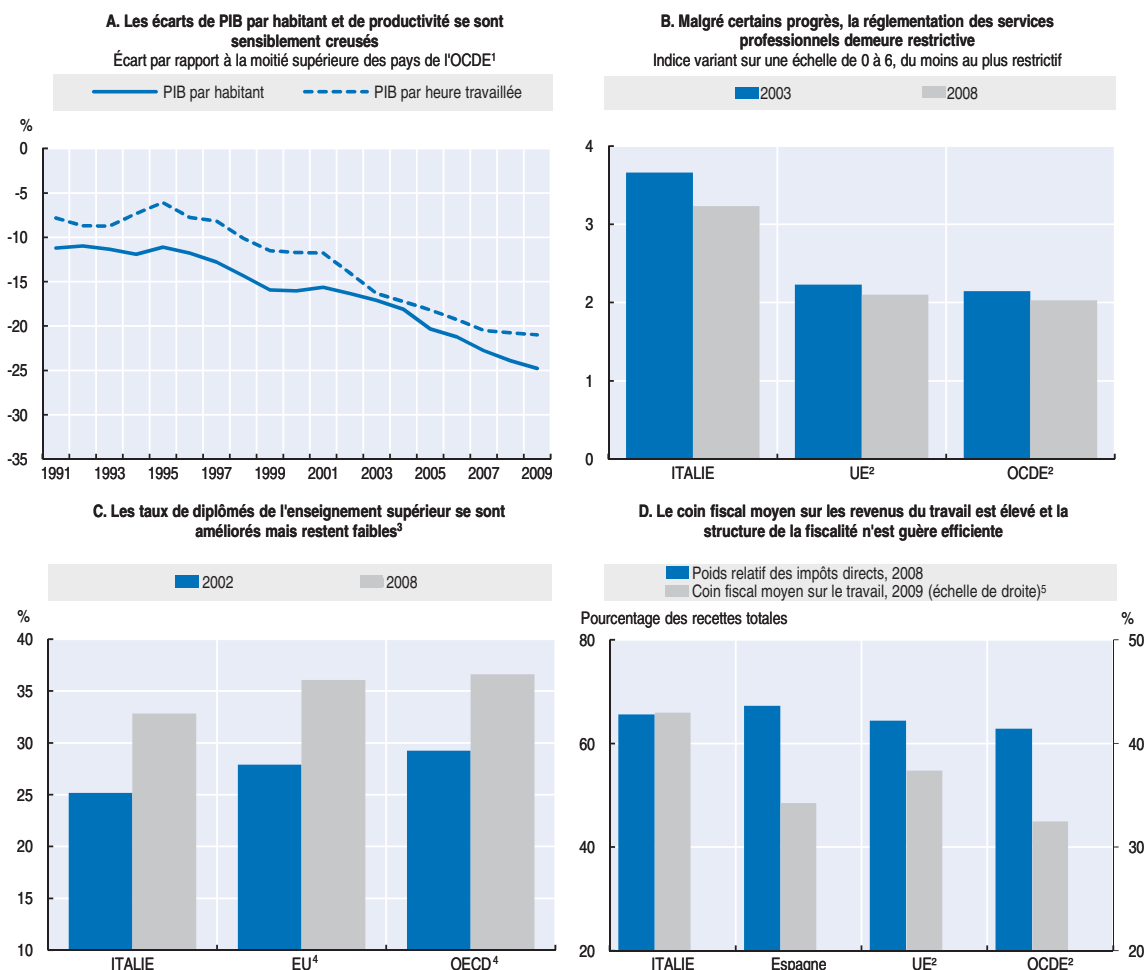 A. Les écarts de PIB par habitant et de productivité se sont
sensiblement creusés
Écart par rapport à la moitié supérieure des pays de l'OCDE¹
PIB par habitant
PIB par heure travaillée
%
0
-5
-10
-15
-20
-25
-30
-35
1991 1993 1995 1997 1999 2001 2003 2005 2007 2009
B. Malgré certains progrès, la réglementation des services
professionnels demeure restrictive
Indice variant sur une échelle de 0 à 6, du moins au plus restrictif
2003
2008
4
3
2
1
0
ITALIE UE² OCDE²
C. Les taux de diplômés de l'enseignement supérieur se sont
améliorés mais restent faibles³
2002
2008
%
40
35
30
25
20
15
10
ITALIE EU⁴ OECD⁴
D. Le coin fiscal moyen sur les revenus du travail est élevé et la
structure de la fiscalité n'est guère efficiente
Poids relatif des impôts directs, 2008
Coin fiscal moyen sur le travail, 2009 (échelle de droite)⁵
Pourcentage des recettes totales
%
80
60
40
20
50
40
30
20
ITALIE Espagne UE² OCDE²